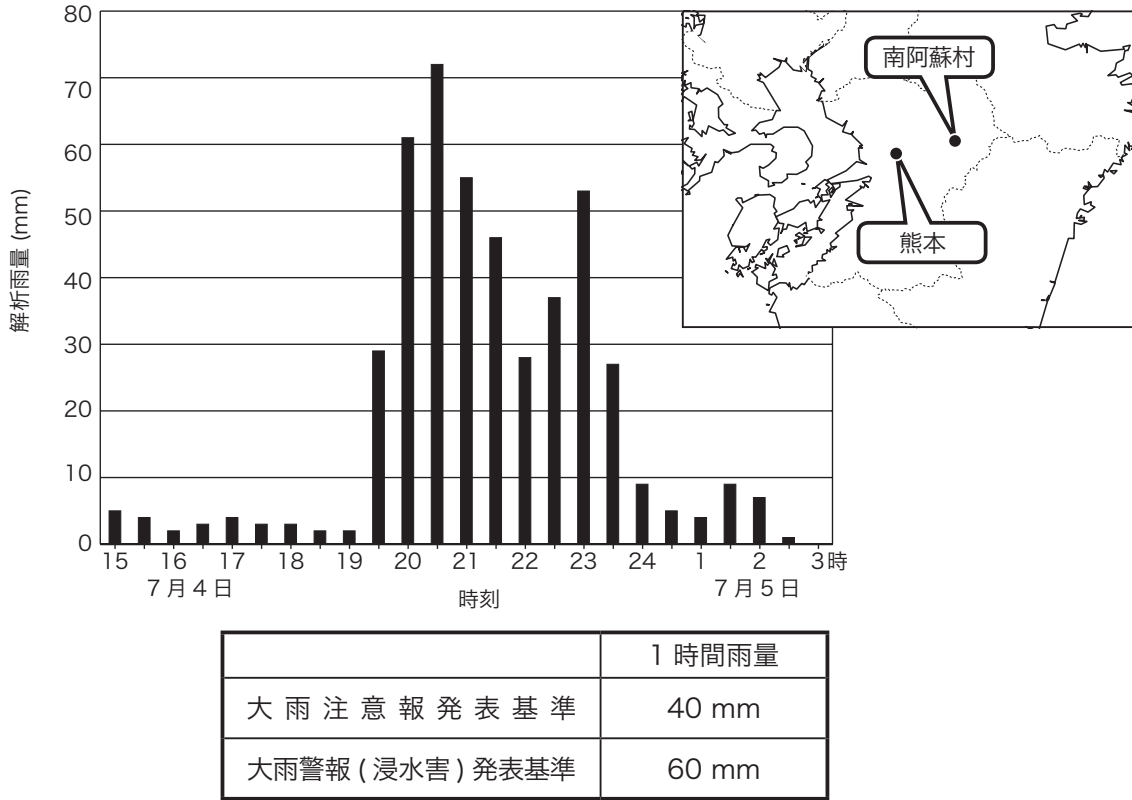 80
70
60
50
40
30
20
10
0
解析雨量 (mm)
15 16 17 18 19 20 21 22 23 24 1 2 3時
7月4日 7月5日
時刻
南阿蘇村
熊本
1 時間雨量
大雨注意報発表基準 40 mm
大雨警報 ( 浸水害 ) 発表基準 60 mm